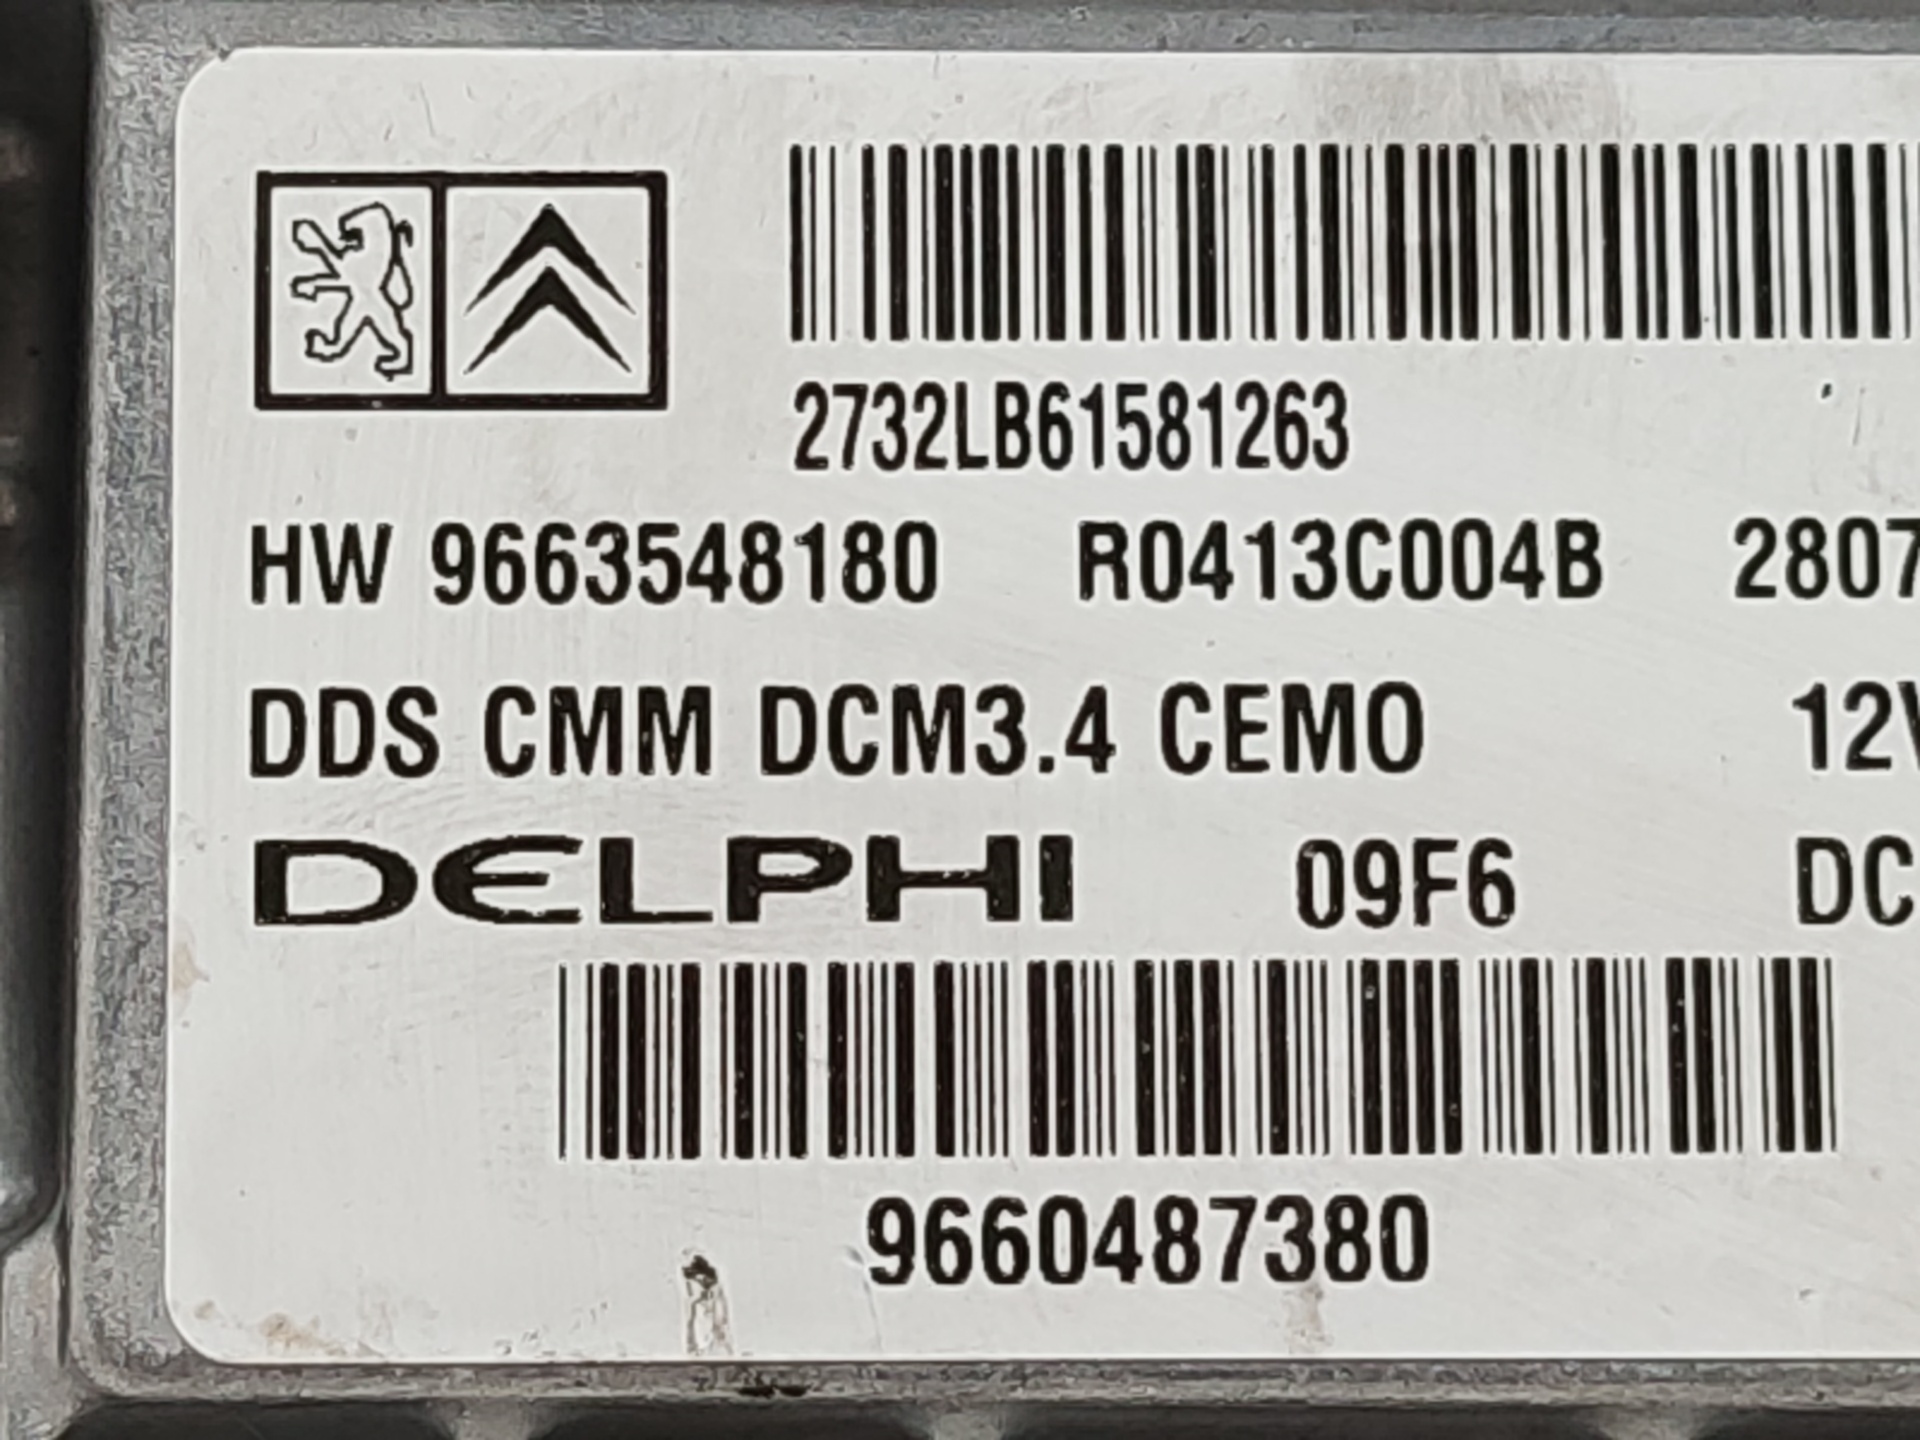 2732LB61581263
HW 9663548180 R0413C004B 2807
DDS CMM DCM3.4 CEMO 12V
DELPHI 09F6 DC
9660487380